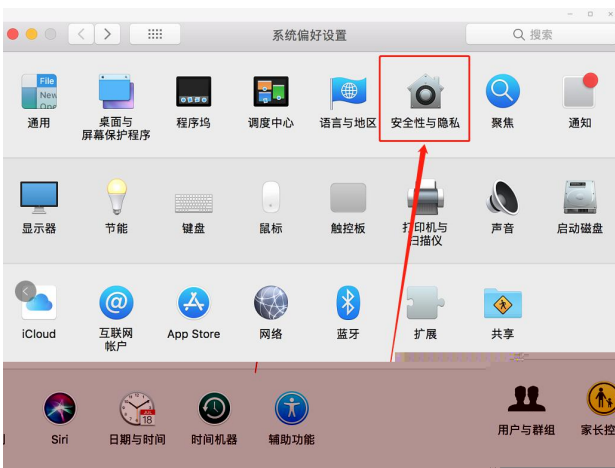 系统偏好设置
搜索
File
New
Ope
通用
桌面与
屏幕保护程序
程序坞
调度中心
语言与地区
安全性与隐私
聚焦
通知
显示器
节能
键盘
鼠标
触控板
打印机与
扫描仪
声音
启动磁盘
iCloud
互联网
帐户
App Store
网络
蓝牙
扩展
共享
JUL
18
Siri
日期与时间
时间机器
辅助功能
用户与群组
家长控